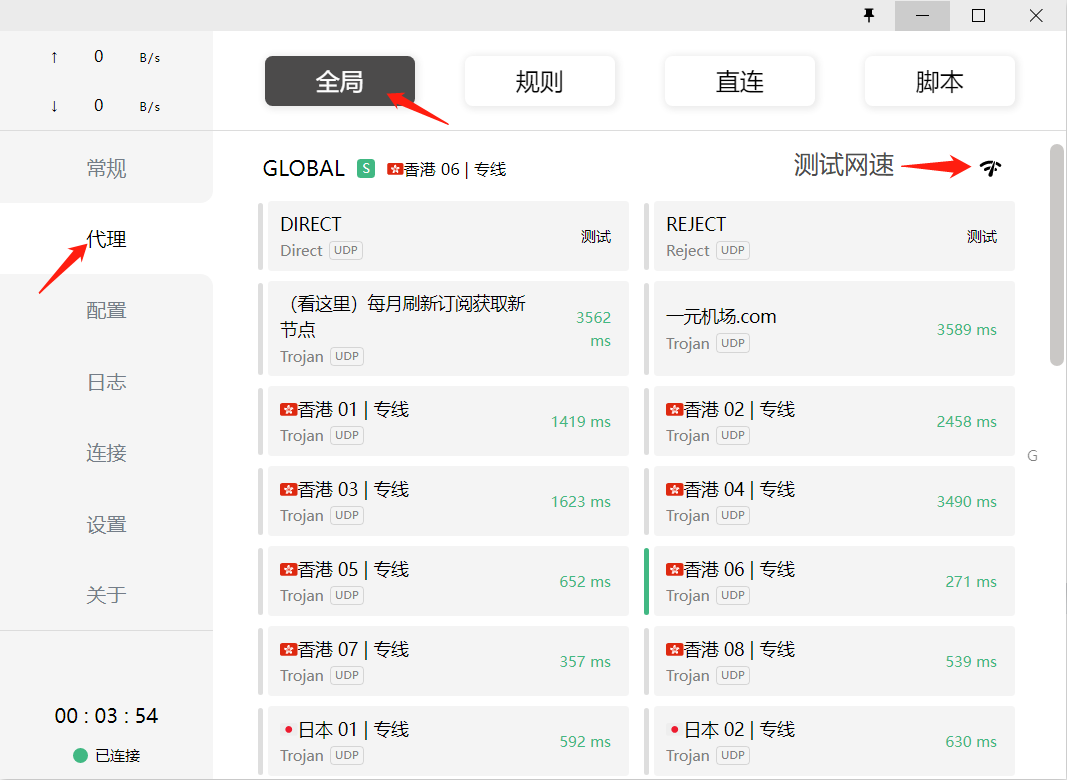 ↑ 0 B/s
↓ 0 B/s
常规
代理
配置
日志
连接
设置
关于
00 : 03 : 54
已连接
全局 规则 直连 脚本
GLOBAL S 香港 06 | 专线 测试网速
DIRECT
Direct UDP
测试
REJECT
Reject UDP
测试
（看这里）每月刷新订阅获取新
节点
Trojan UDP
3562
ms
一元机场.com
Trojan UDP
3589 ms
香港 01 | 专线
Trojan UDP
1419 ms
香港 02 | 专线
Trojan UDP
2458 ms
香港 03 | 专线
Trojan UDP
1623 ms
香港 04 | 专线
Trojan UDP
3490 ms
香港 05 | 专线
Trojan UDP
652 ms
香港 06 | 专线
Trojan UDP
271 ms
香港 07 | 专线
Trojan UDP
357 ms
香港 08 | 专线
Trojan UDP
539 ms
日本 01 | 专线
Trojan UDP
592 ms
日本 02 | 专线
Trojan UDP
630 ms
G